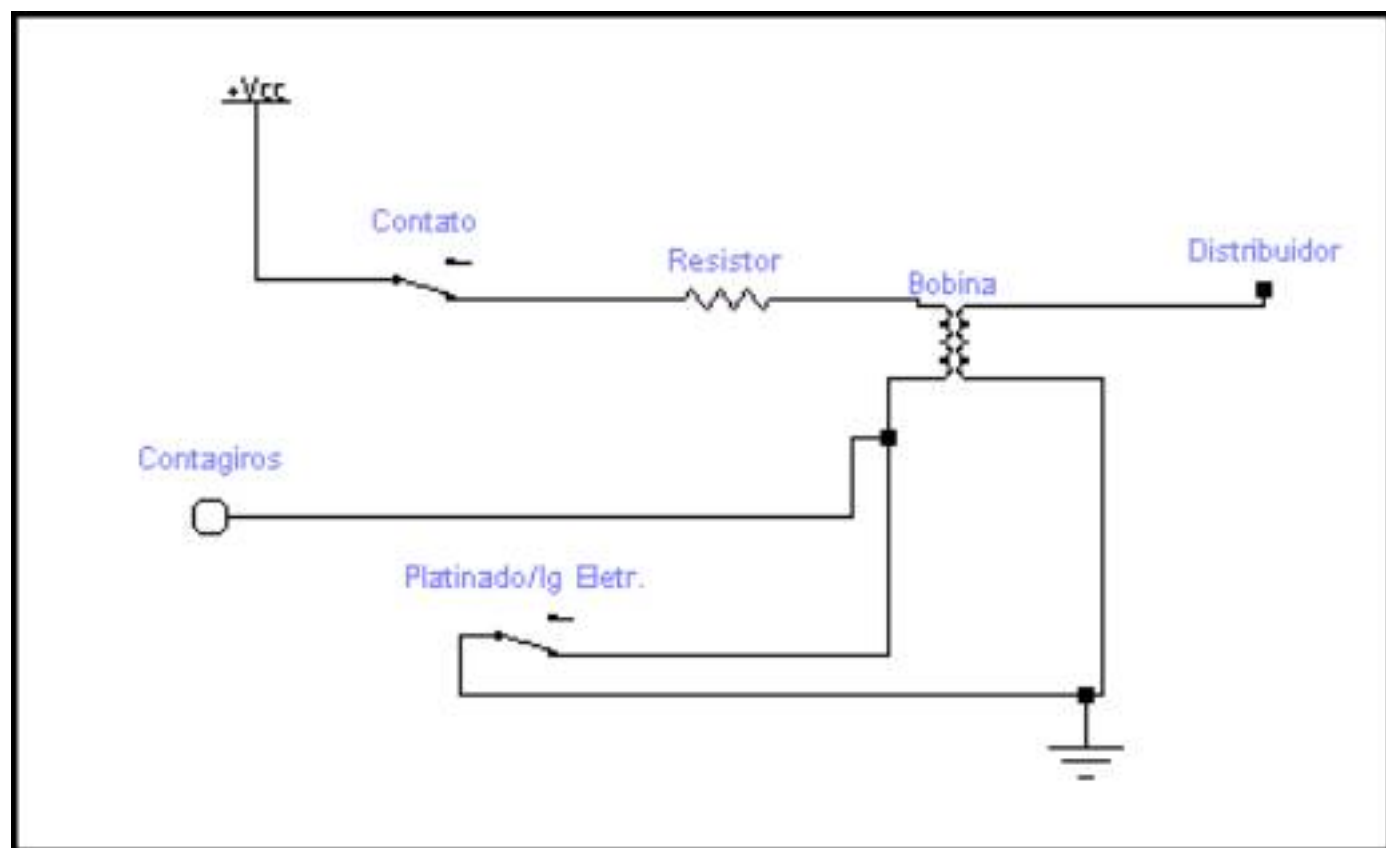 +Vcc
Contato
Resistor
Distribuidor
Bobina
Contagiros
Platinado/Ig Eletr.